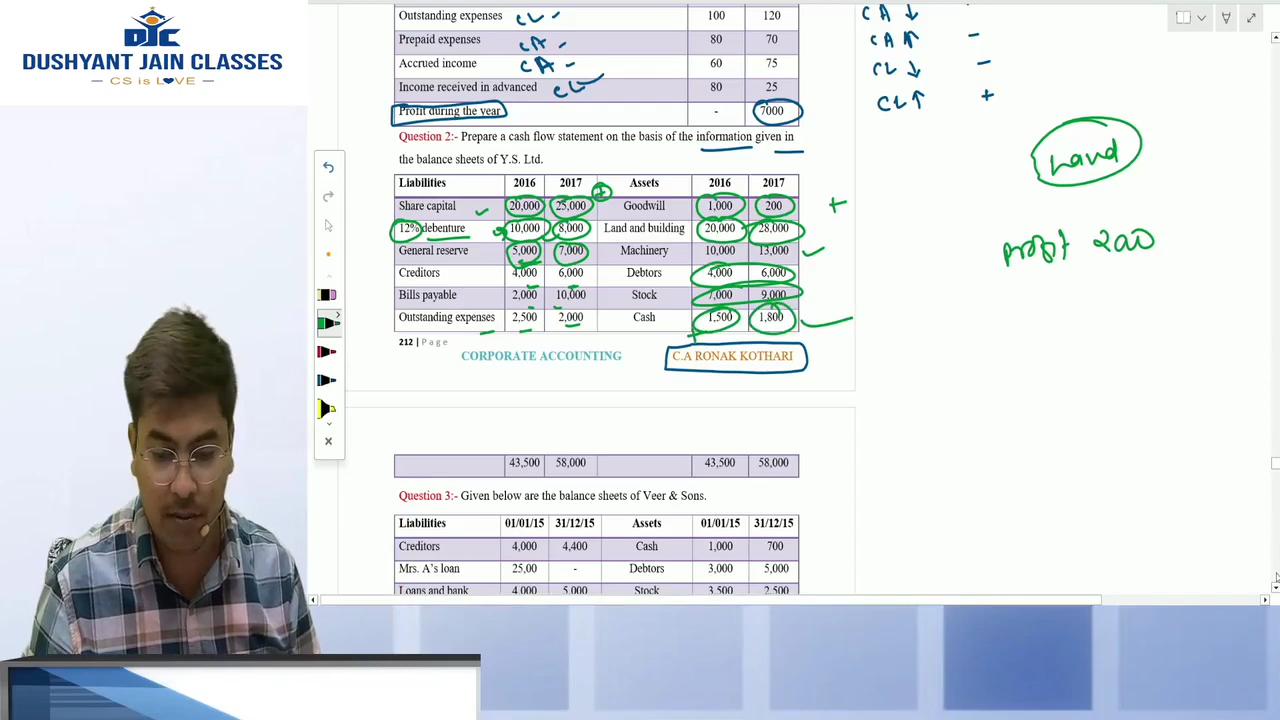 DJC
DUSHYANT JAIN CLASSES
CS is LOVE
Outstanding expenses CL - 100 120
Prepaid expenses CA - 80 70
Accrued income CA - 60 75
Income received in advanced CL 80 25
Profit during the year - 7000
CA ↓
CA ↑ -
CL ↓ -
CL ↑ +
Question 2:- Prepare a cash flow statement on the basis of the information given in
the balance sheets of Y.S. Ltd.
Liabilities 2016 2017 + Assets 2016 2017
Share capital 20,000 25,000 Goodwill 1,000 200 +
12% debenture 10,000 8,000 Land and building 20,000 28,000
General reserve 5,000 7,000 Machinery 10,000 13,000
Creditors 4,000 6,000 Debtors 4,000 6,000
Bills payable 2,000 10,000 Stock 7,000 9,000
Outstanding expenses 2,500 2,000 Cash 1,500 1,800
Land
Profit 2000
212 | Page
CORPORATE ACCOUNTING C.A RONAK KOTHARI
43,500 58,000 43,500 58,000
Question 3:- Given below are the balance sheets of Veer & Sons.
Liabilities 01/01/15 31/12/15 Assets 01/01/15 31/12/15
Creditors 4,000 4,400 Cash 1,000 700
Mrs. A's loan 25,00 - Debtors 3,000 5,000
Loans and bank 4,000 5,000 Stock 3,500 2,500